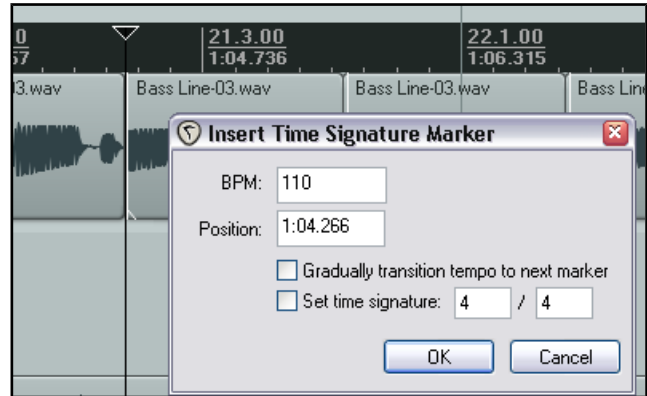 0
57
21.3.00
1:04.736
22.1.00
1:06.315
3.wav
Bass Line-03.wav
Bass Line-03.wav
Bass Lin
Insert Time Signature Marker
BPM: 110
Position: 1:04.266
Gradually transition tempo to next marker
Set time signature: 4 / 4
OK Cancel